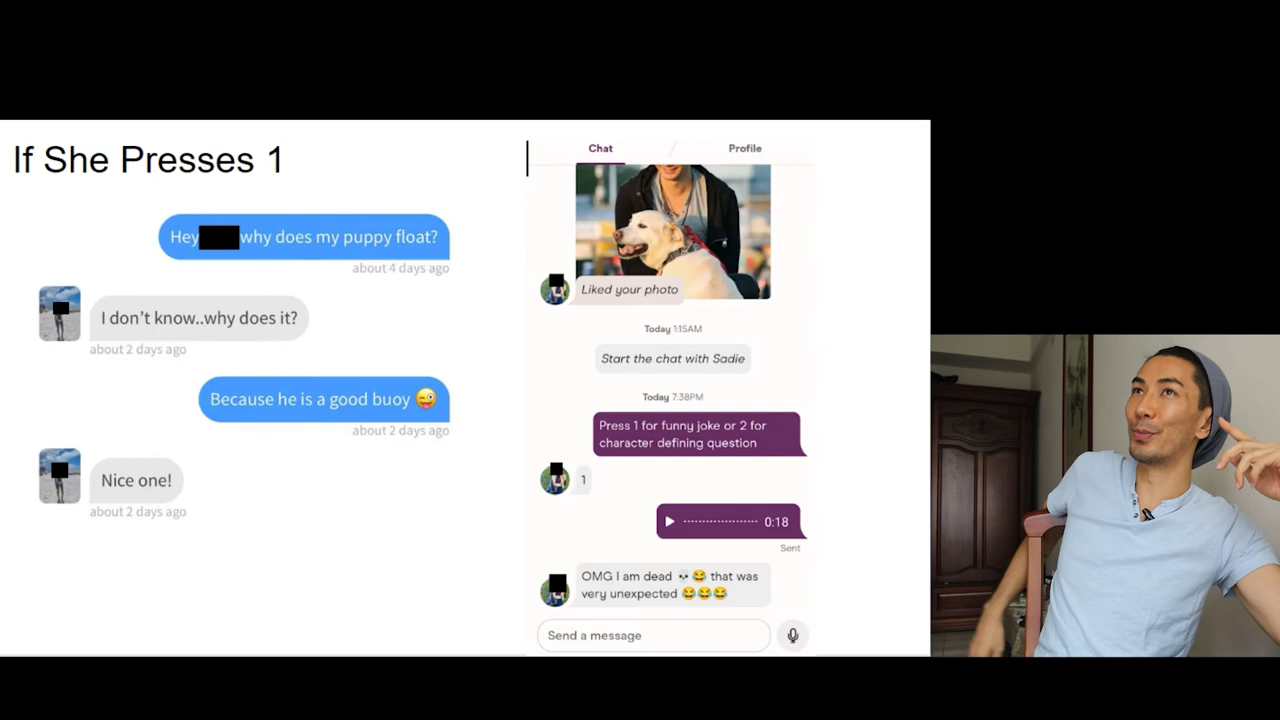 If She Presses 1
Hey why does my puppy float?
about 4 days ago
I don't know..why does it?
about 2 days ago
Because he is a good buoy 😜
about 2 days ago
Nice one!
about 2 days ago
Chat
Profile
Liked your photo
Today 1:15AM
Start the chat with Sadie
Today 7:38PM
Press 1 for funny joke or 2 for
character defining question
1
0:18
Sent
OMG I am dead 💀😂 that was
very unexpected 😂😂😂
Send a message